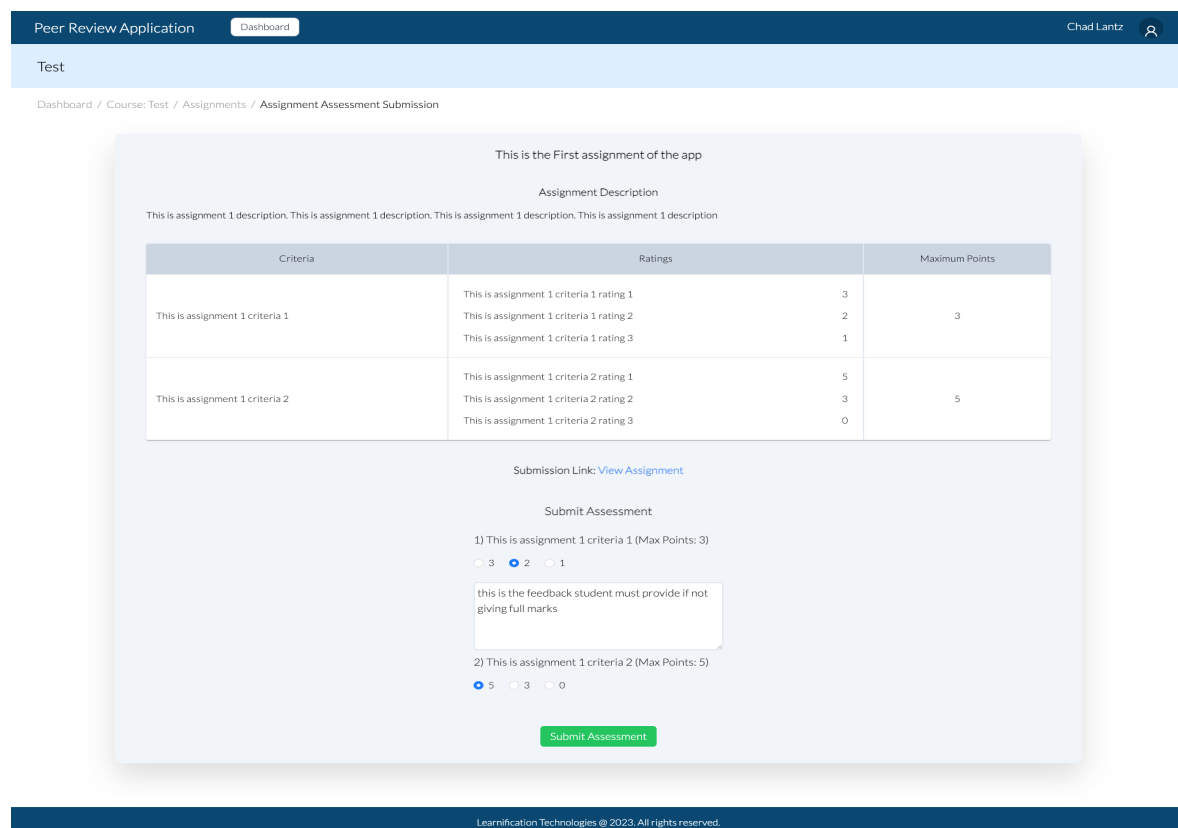 Peer Review Application Dashboard Chad Lantz
Test
Dashboard / Course: Test / Assignments / Assignment Assessment Submission
This is the First assignment of the app
Assignment Description
This is assignment 1 description. This is assignment 1 description. This is assignment 1 description. This is assignment 1 description
Criteria Ratings Maximum Points
This is assignment 1 criteria 1 rating 1 3
This is assignment 1 criteria 1 This is assignment 1 criteria 1 rating 2 2 3
This is assignment 1 criteria 1 rating 3 1
This is assignment 1 criteria 2 rating 1 5
This is assignment 1 criteria 2 This is assignment 1 criteria 2 rating 2 3 5
This is assignment 1 criteria 2 rating 3 0
Submission Link: View Assignment
Submit Assessment
1) This is assignment 1 criteria 1 (Max Points: 3)
3 2 1
this is the feedback student must provide if not
giving full marks
2) This is assignment 1 criteria 2 (Max Points: 5)
5 3 0
Submit Assessment
Learnification Technologies @ 2023. All rights reserved.